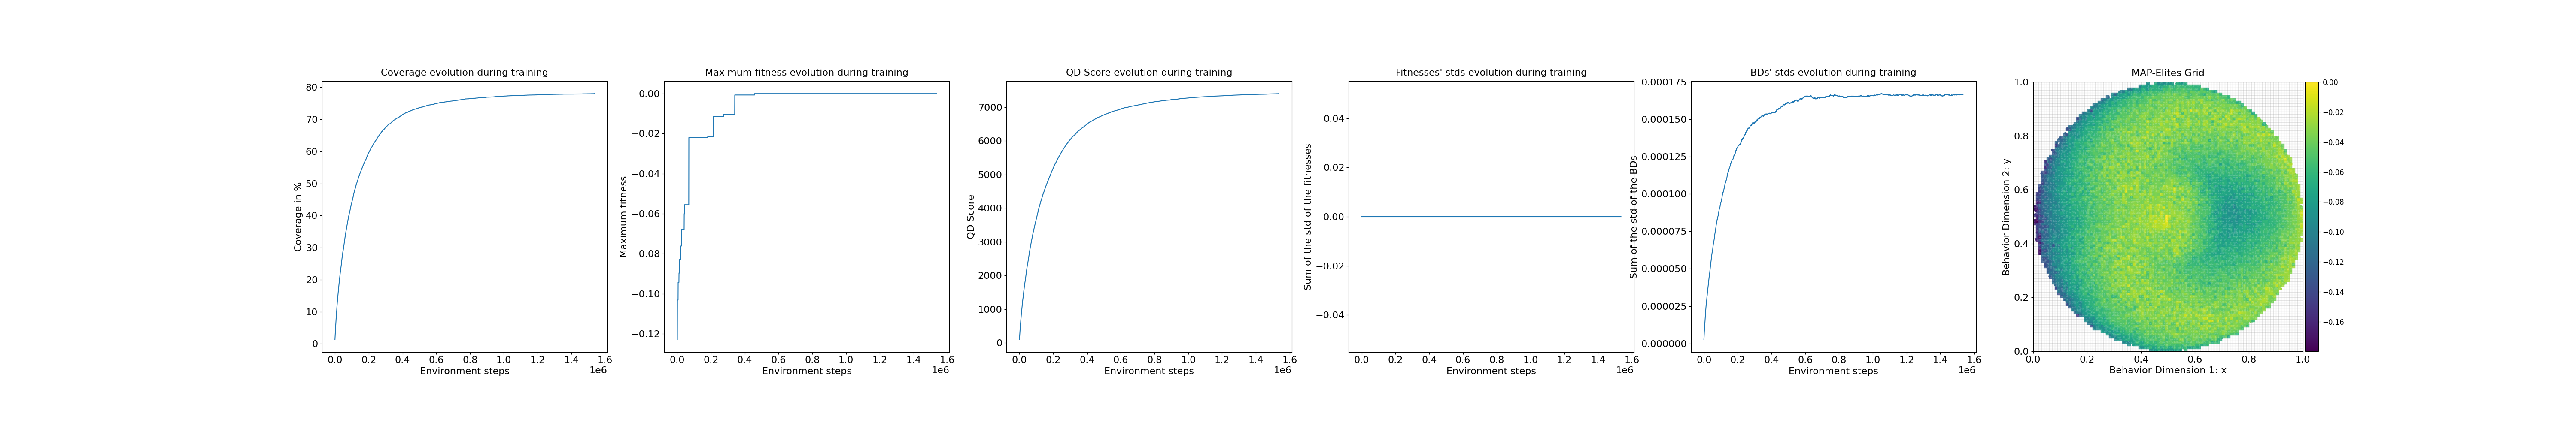 Coverage evolution during training
Coverage in %
80
70
60
50
40
30
20
10
0
0.0 0.2 0.4 0.6 0.8 1.0 1.2 1.4 1.6
1e6
Environment steps
Maximum fitness evolution during training
Maximum fitness
0.00
−0.02
−0.04
−0.06
−0.08
−0.10
−0.12
0.0 0.2 0.4 0.6 0.8 1.0 1.2 1.4 1.6
1e6
Environment steps
QD Score evolution during training
QD Score
7000
6000
5000
4000
3000
2000
1000
0
0.0 0.2 0.4 0.6 0.8 1.0 1.2 1.4 1.6
1e6
Environment steps
Fitnesses' stds evolution during training
Sum of the std of the fitnesses
0.04
0.02
0.00
−0.02
−0.04
0.0 0.2 0.4 0.6 0.8 1.0 1.2 1.4 1.6
1e6
Environment steps
BDs' stds evolution during training
Sum of the std of the BDs
0.000175
0.000150
0.000125
0.000100
0.000075
0.000050
0.000025
0.000000
0.0 0.2 0.4 0.6 0.8 1.0 1.2 1.4 1.6
1e6
Environment steps
MAP-Elites Grid
Behavior Dimension 2: y
1.0
0.8
0.6
0.4
0.2
0.0
0.0 0.2 0.4 0.6 0.8 1.0
Behavior Dimension 1: x
0.00
−0.02
−0.04
−0.06
−0.08
−0.10
−0.12
−0.14
−0.16